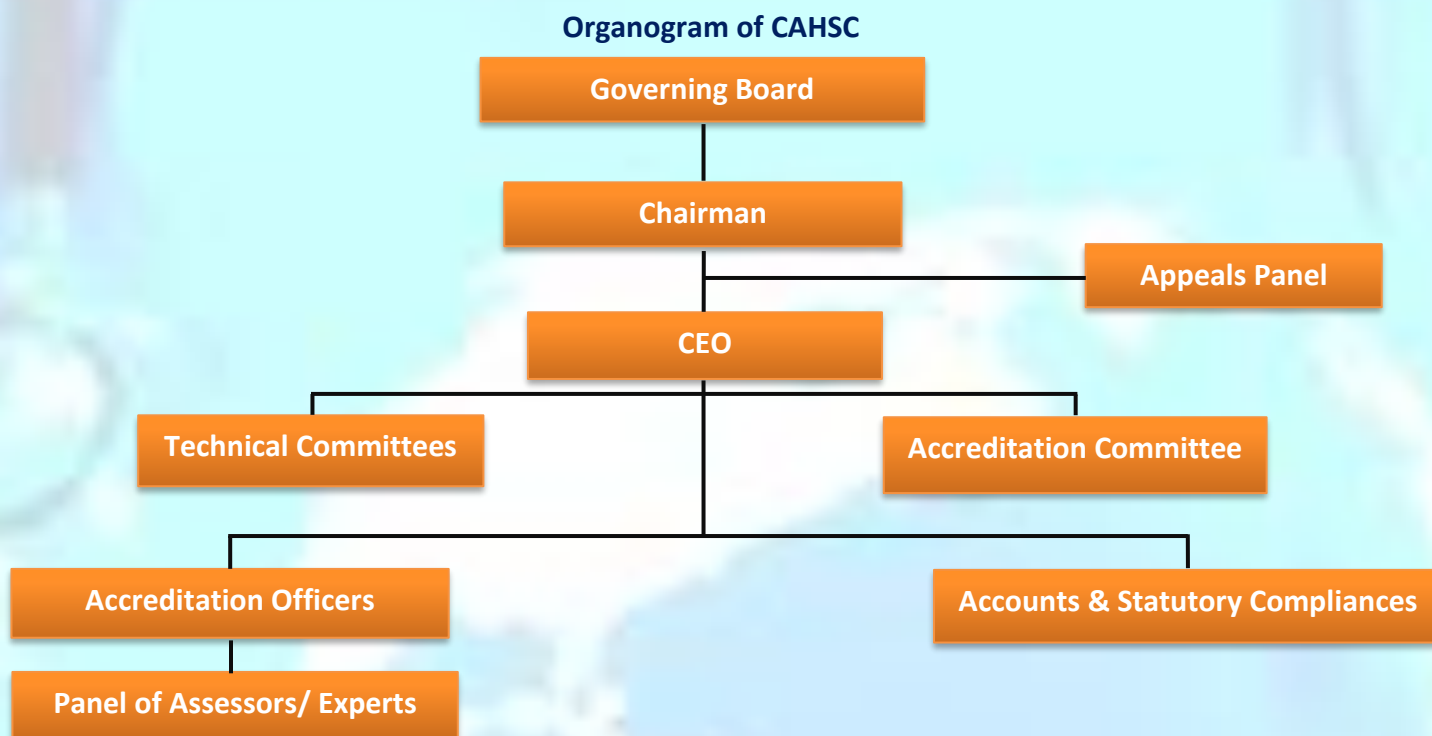 Organogram of CAHSC
Governing Board
Chairman
Appeals Panel
CEO
Technical Committees
Accreditation Committee
Accreditation Officers
Accounts & Statutory Compliances
Panel of Assessors/ Experts